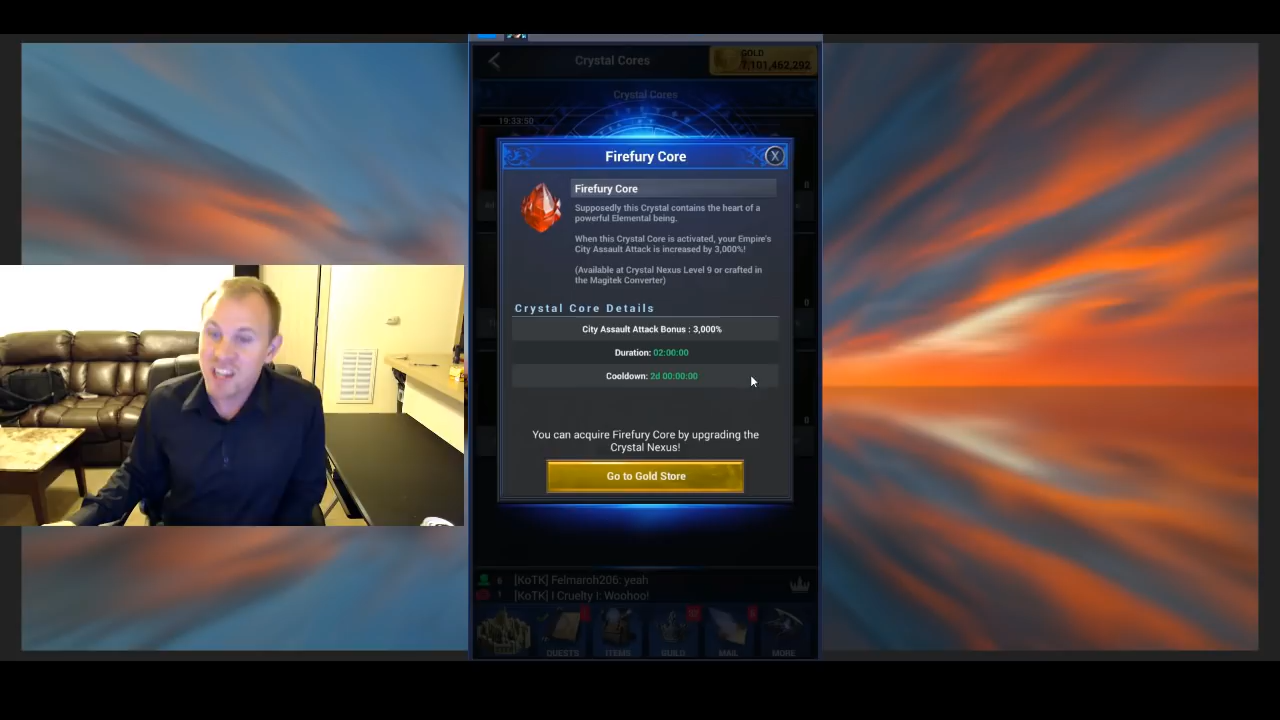 Crystal Cores
GOLD
7,101,462,292
Crystal Cores
19:33:50
Firefury Core
X
Firefury Core
Supposedly this Crystal contains the heart of a
powerful Elemental being.
When this Crystal Core is activated, your Empire's
City Assault Attack is increased by 3,000%!
(Available at Crystal Nexus Level 9 or crafted in
the Magitek Converter)
Crystal Core Details
City Assault Attack Bonus : 3,000%
Duration: 02:00:00
Cooldown: 2d 00:00:00
You can acquire Firefury Core by upgrading the
Crystal Nexus!
Go to Gold Store
[KoTK] Felmaroh206: yeah
[KoTK] I Cruelty I: Woohoo!
QUESTS
ITEMS
GUILD
MAIL
MORE